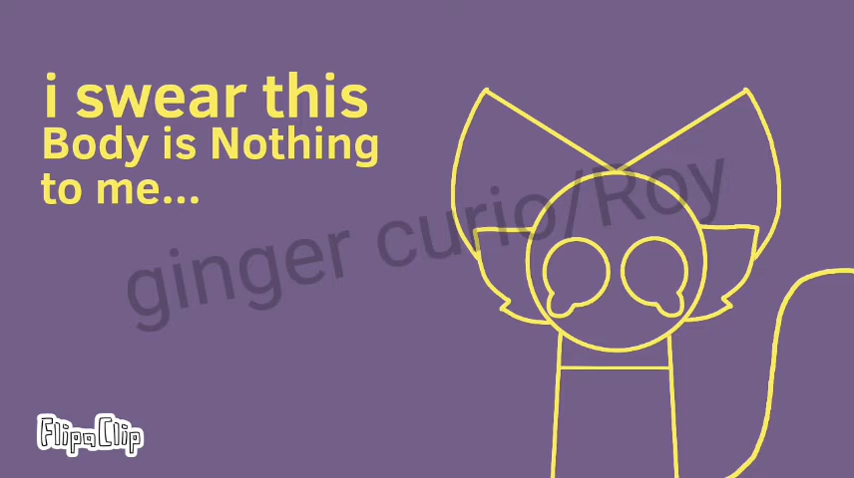 i swear this
Body is Nothing
to me...
ginger curio/Roy
FlipaClip